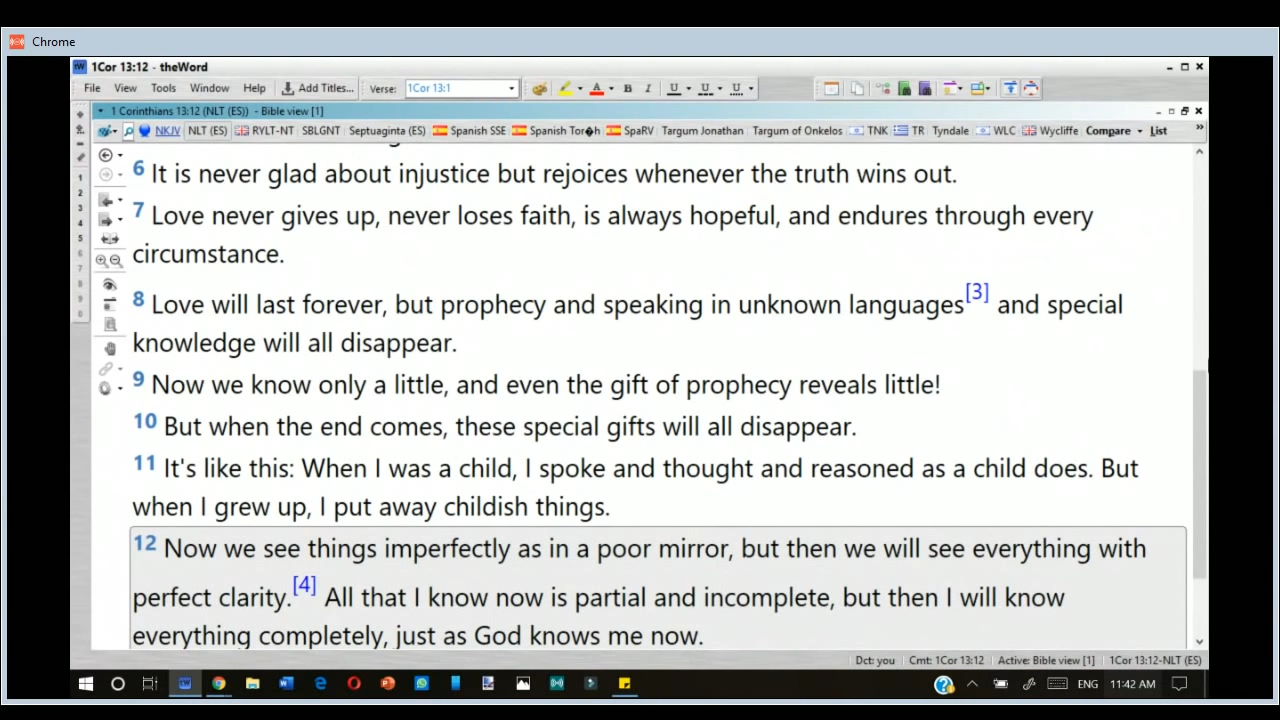 Chrome
1Cor 13:12 - theWord
File View Tools Window Help Add Titles... Verse: 1Cor 13:1 B I U U U
1 Corinthians 13:12 (NLT (ES)) - Bible view [1]
NKJV NLT (ES) RYLT-NT SBLGNT Septuaginta (ES) Spanish SSE Spanish Tor�h SpaRV Targum Jonathan Targum of Onkelos TNK TR Tyndale WLC Wycliffe Compare List
6 It is never glad about injustice but rejoices whenever the truth wins out.
7 Love never gives up, never loses faith, is always hopeful, and endures through every
circumstance.
8 Love will last forever, but prophecy and speaking in unknown languages[3] and special
knowledge will all disappear.
9 Now we know only a little, and even the gift of prophecy reveals little!
10 But when the end comes, these special gifts will all disappear.
11 It's like this: When I was a child, I spoke and thought and reasoned as a child does. But
when I grew up, I put away childish things.
12 Now we see things imperfectly as in a poor mirror, but then we will see everything with
perfect clarity.[4] All that I know now is partial and incomplete, but then I will know
everything completely, just as God knows me now.
Dct: you Cmt: 1Cor 13:12 Active: Bible view [1] 1Cor 13:12-NLT (ES)
ENG 11:42 AM